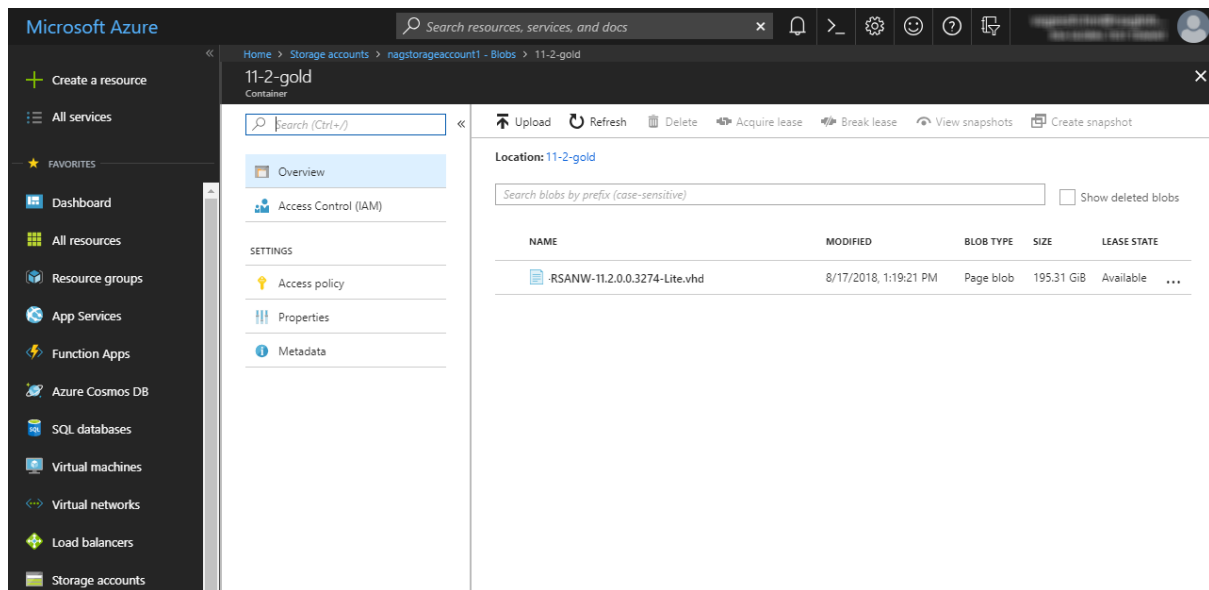 Microsoft Azure
Search resources, services, and docs
Home > Storage accounts > nagstorageaccount1 - Blobs > 11-2-gold
11-2-gold
Container
Create a resource
All services
FAVORITES
Dashboard
All resources
Resource groups
App Services
Function Apps
Azure Cosmos DB
SQL databases
Virtual machines
Virtual networks
Load balancers
Storage accounts
Search (Ctrl+/)
Overview
Access Control (IAM)
SETTINGS
Access policy
Properties
Metadata
Upload Refresh Delete Acquire lease Break lease View snapshots Create snapshot
Location: 11-2-gold
Search blobs by prefix (case-sensitive)
Show deleted blobs
NAME MODIFIED BLOB TYPE SIZE LEASE STATE
RSANW-11.2.0.0.3274-Lite.vhd 8/17/2018, 1:19:21 PM Page blob 195.31 GiB Available ...